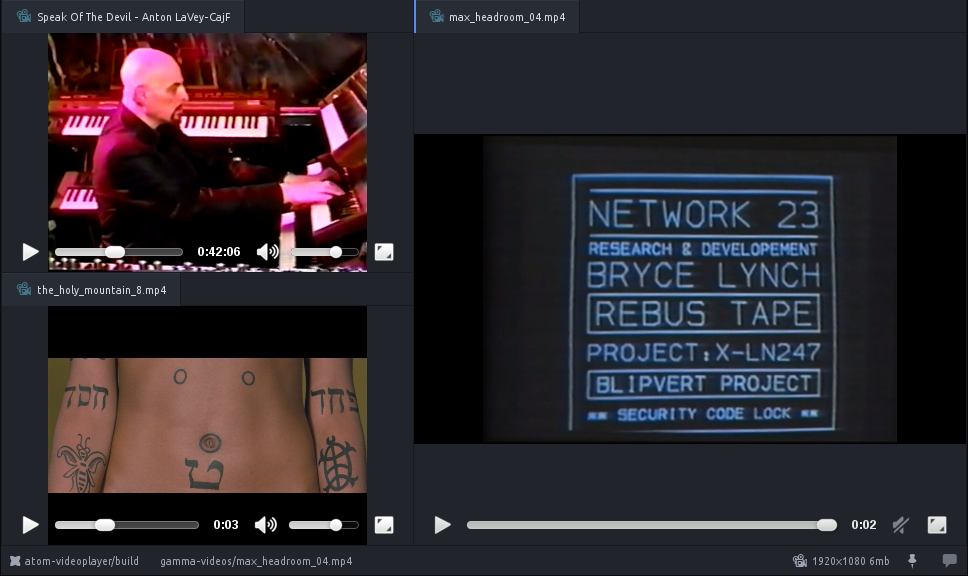 Speak Of The Devil - Anton LaVey-CajF
0:42:06
the_holy_mountain_8.mp4
חסד
פחד
0:03
max_headroom_04.mp4
NETWORK 23
RESEARCH & DEVELOPEMENT
BRYCE LYNCH
REBUS TAPE
PROJECT:X-LN247
BLIPVERT PROJECT
== SECURITY CODE LOCK ==
0:02
atom-videoplayer/build
gamma-videos/max_headroom_04.mp4
1920×1080 6mb